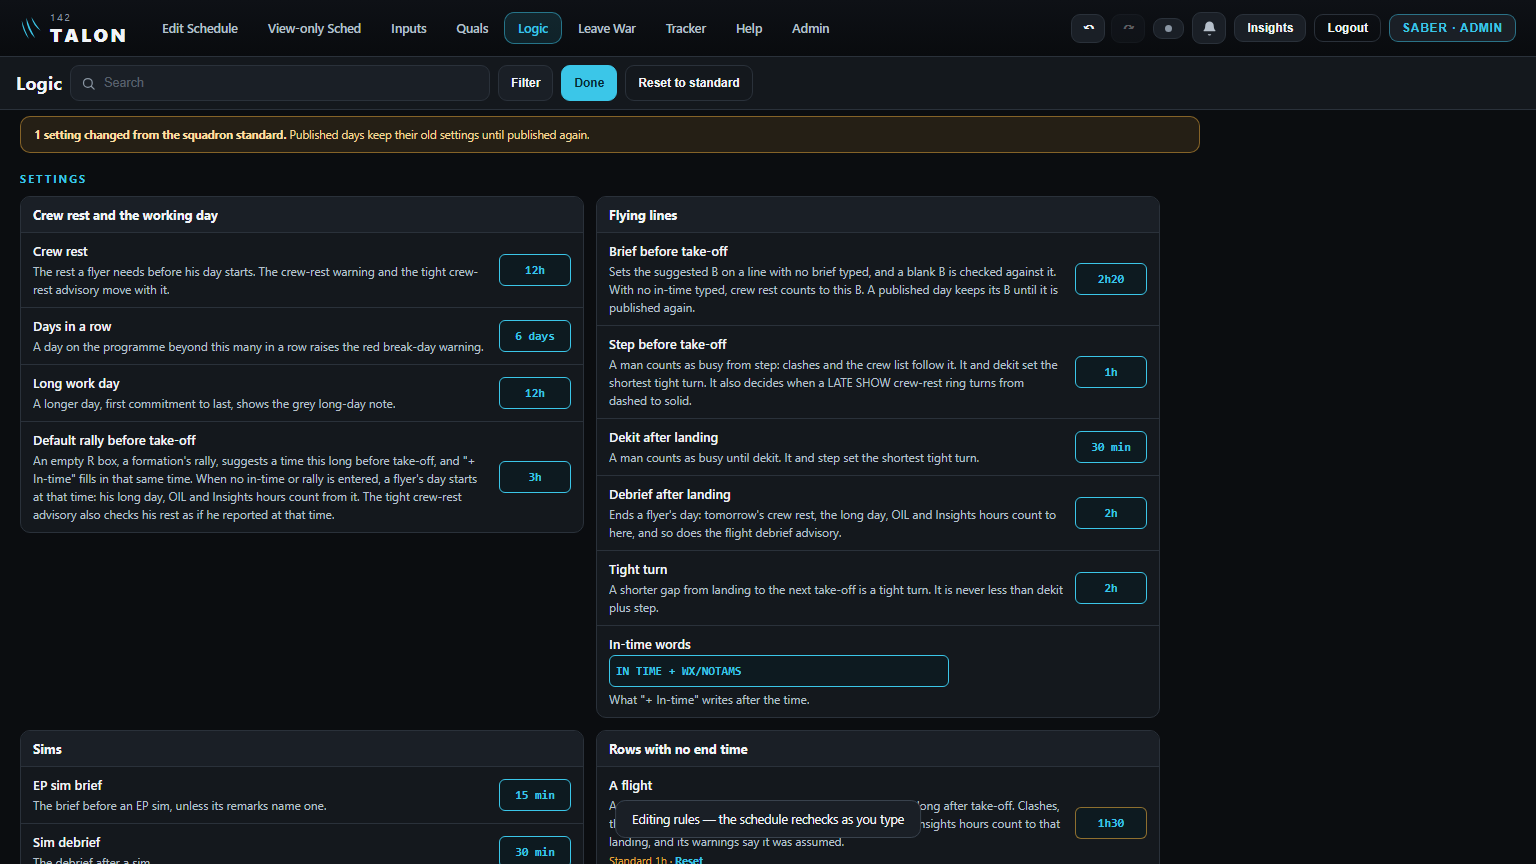 142
TALON
Edit Schedule
View-only Sched
Inputs
Quals
Logic
Leave War
Tracker
Help
Admin
Insights
Logout
SABER · ADMIN
Logic
Search
Filter
Done
Reset to standard
1 setting changed from the squadron standard. Published days keep their old settings until published again.
SETTINGS
Crew rest and the working day
Crew rest
The rest a flyer needs before his day starts. The crew-rest warning and the tight crew-
rest advisory move with it.
12h
Days in a row
A day on the programme beyond this many in a row raises the red break-day warning.
6 days
Long work day
A longer day, first commitment to last, shows the grey long-day note.
12h
Default rally before take-off
An empty R box, a formation's rally, suggests a time this long before take-off, and "+
In-time" fills in that same time. When no in-time or rally is entered, a flyer's day starts
at that time: his long day, OIL and Insights hours count from it. The tight crew-rest
advisory also checks his rest as if he reported at that time.
3h
Flying lines
Brief before take-off
Sets the suggested B on a line with no brief typed, and a blank B is checked against it.
With no in-time typed, crew rest counts to this B. A published day keeps its B until it is
published again.
2h20
Step before take-off
A man counts as busy from step: clashes and the crew list follow it. It and dekit set the
shortest tight turn. It also decides when a LATE SHOW crew-rest ring turns from
dashed to solid.
1h
Dekit after landing
A man counts as busy until dekit. It and step set the shortest tight turn.
30 min
Debrief after landing
Ends a flyer's day: tomorrow's crew rest, the long day, OIL and Insights hours count to
here, and so does the flight debrief advisory.
2h
Tight turn
A shorter gap from landing to the next take-off is a tight turn. It is never less than dekit
plus step.
2h
In-time words
IN TIME + WX/NOTAMS
What "+ In-time" writes after the time.
Sims
EP sim brief
The brief before an EP sim, unless its remarks name one.
15 min
Sim debrief
The debrief after a sim
30 min
Rows with no end time
A flight
long after take-off. Clashes,
Insights hours count to that
landing, and its warnings say it was assumed.
1h30
Standard 1h · Reset
Editing rules — the schedule rechecks as you type